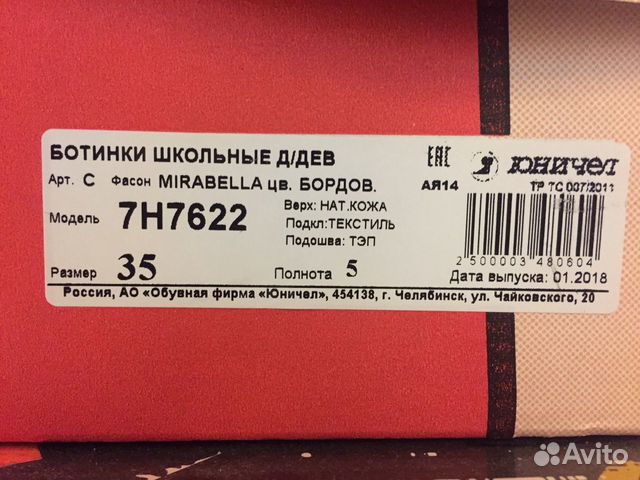 БОТИНКИ ШКОЛЬНЫЕ Д/ДЕВ
ЕАС
юничел
Арт. С Фасон MIRABELLA цв. БОРДОВ.
АЯ14
ТР ТС 007/2011
Модель 7Н7622
Верх: НАТ.КОЖА
Подкл:ТЕКСТИЛЬ
Подошва: ТЭП
2 500003 480604
Размер 35 Полнота 5
Дата выпуска: 01.2018
Россия, АО «Обувная фирма «Юничел», 454138, г. Челябинск, ул. Чайковского, 20
Avito